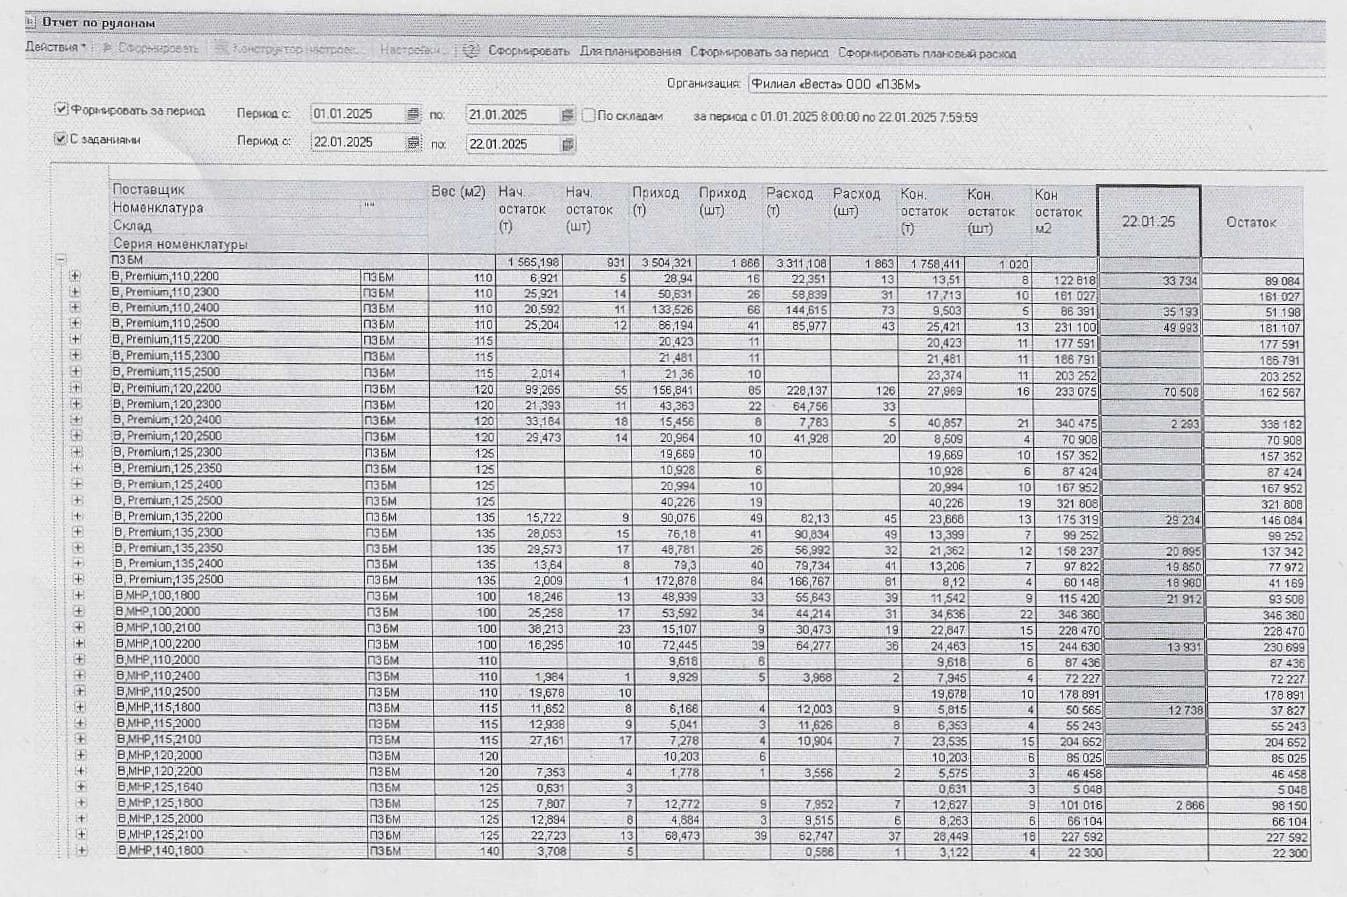 Отчет по рулонам
Действия Сформировать Конструктор настроек... Настройки... Сформировать Для планирования Сформировать за период Сформировать плановый расход
Организация: Филиал «Веста» ООО «ПЗБМ»
Формировать за период Период с: 01.01.2025 по: 21.01.2025 По складам за период с 01.01.2025 8:00:00 по 22.01.2025 7:59:59
С заданиями Период с: 22.01.2025 по: 22.01.2025
Поставщик Вес (м2) Нач. остаток (т) Нач. остаток (шт) Приход (т) Приход (шт) Расход (т) Расход (шт) Кон. остаток (т) Кон. остаток (шт) Кон остаток м2 22.01.25 Остаток
Номенклатура ""
Склад
Серия номенклатуры
ПЗБМ 1 565,198 931 3 504,321 1 866 3 311,108 1 863 1 758,411 1 020
B, Premium,110,2200 ПЗБМ 110 6,921 5 28,94 16 22,351 13 13,51 8 122 818 33 734 89 084
B, Premium,110,2300 ПЗБМ 110 25,921 14 50,631 26 58,839 31 17,713 10 161 027 161 027
B, Premium,110,2400 ПЗБМ 110 20,592 11 133,526 66 144,615 73 9,503 5 86 391 35 193 51 198
B, Premium,110,2500 ПЗБМ 110 25,204 12 86,194 41 85,977 43 25,421 13 231 100 49 993 181 107
B, Premium,115,2200 ПЗБМ 115 20,423 11 20,423 11 177 591 177 591
B, Premium,115,2300 ПЗБМ 115 21,481 11 21,481 11 186 791 186 791
B, Premium,115,2500 ПЗБМ 115 2,014 1 21,36 10 23,374 11 203 252 203 252
B, Premium,120,2200 ПЗБМ 120 99,265 55 156,841 85 228,137 126 27,969 16 233 075 70 508 162 567
B, Premium,120,2300 ПЗБМ 120 21,393 11 43,363 22 64,756 33
B, Premium,120,2400 ПЗБМ 120 33,184 18 15,456 8 7,783 5 40,857 21 340 475 2 293 338 182
B, Premium,120,2500 ПЗБМ 120 29,473 14 20,964 10 41,928 20 8,509 4 70 908 70 908
B, Premium,125,2300 ПЗБМ 125 19,669 10 19,669 10 157 352 157 352
B, Premium,125,2350 ПЗБМ 125 10,928 6 10,928 6 87 424 87 424
B, Premium,125,2400 ПЗБМ 125 20,994 10 20,994 10 167 952 167 952
B, Premium,125,2500 ПЗБМ 125 40,226 19 40,226 19 321 808 321 808
B, Premium,135,2200 ПЗБМ 135 15,722 9 90,076 49 82,13 45 23,668 13 175 319 29 234 146 084
B, Premium,135,2300 ПЗБМ 135 28,053 15 76,18 41 90,834 49 13,399 7 99 252 99 252
B, Premium,135,2350 ПЗБМ 135 29,573 17 48,781 26 56,992 32 21,362 12 158 237 20 895 137 342
B, Premium,135,2400 ПЗБМ 135 13,64 8 79,3 40 79,734 41 13,206 7 97 822 19 850 77 972
B, Premium,135,2500 ПЗБМ 135 2,009 1 172,878 84 166,767 81 8,12 4 60 148 18 980 41 169
B,МНР,100,1800 ПЗБМ 100 18,246 13 48,939 33 55,643 39 11,542 9 115 420 21 912 93 508
B,МНР,100,2000 ПЗБМ 100 25,258 17 53,592 34 44,214 31 34,636 22 346 360 346 360
B,МНР,100,2100 ПЗБМ 100 38,213 23 15,107 9 30,473 19 22,847 15 228 470 228 470
B,МНР,100,2200 ПЗБМ 100 16,295 10 72,445 39 64,277 36 24,463 15 244 630 13 931 230 699
B,МНР,110,2000 ПЗБМ 110 9,618 6 9,618 6 87 436 87 436
B,МНР,110,2400 ПЗБМ 110 1,984 1 9,929 5 3,968 2 7,945 4 72 227 72 227
B,МНР,110,2500 ПЗБМ 110 19,678 10 19,678 10 178 891 178 891
B,МНР,115,1800 ПЗБМ 115 11,652 8 6,166 4 12,003 9 5,815 4 50 565 12 738 37 827
B,МНР,115,2000 ПЗБМ 115 12,938 9 5,041 3 11,626 8 6,353 4 55 243 55 243
B,МНР,115,2100 ПЗБМ 115 27,161 17 7,278 4 10,904 7 23,535 15 204 652 204 652
B,МНР,120,2000 ПЗБМ 120 10,203 6 10,203 6 85 025 85 025
B,МНР,120,2200 ПЗБМ 120 7,353 4 1,778 1 3,556 2 5,575 3 46 458 46 458
B,МНР,125,1640 ПЗБМ 125 0,631 3 0,631 3 5 048 5 048
B,МНР,125,1800 ПЗБМ 125 7,807 7 12,772 9 7,952 7 12,627 9 101 016 2 866 98 150
B,МНР,125,2000 ПЗБМ 125 12,894 8 4,884 3 9,515 6 8,263 6 66 104 66 104
B,МНР,125,2100 ПЗБМ 125 22,723 13 68,473 39 62,747 37 28,449 18 227 592 227 592
B,МНР,140,1800 ПЗБМ 140 3,708 5 0,586 1 3,122 4 22 300 22 300